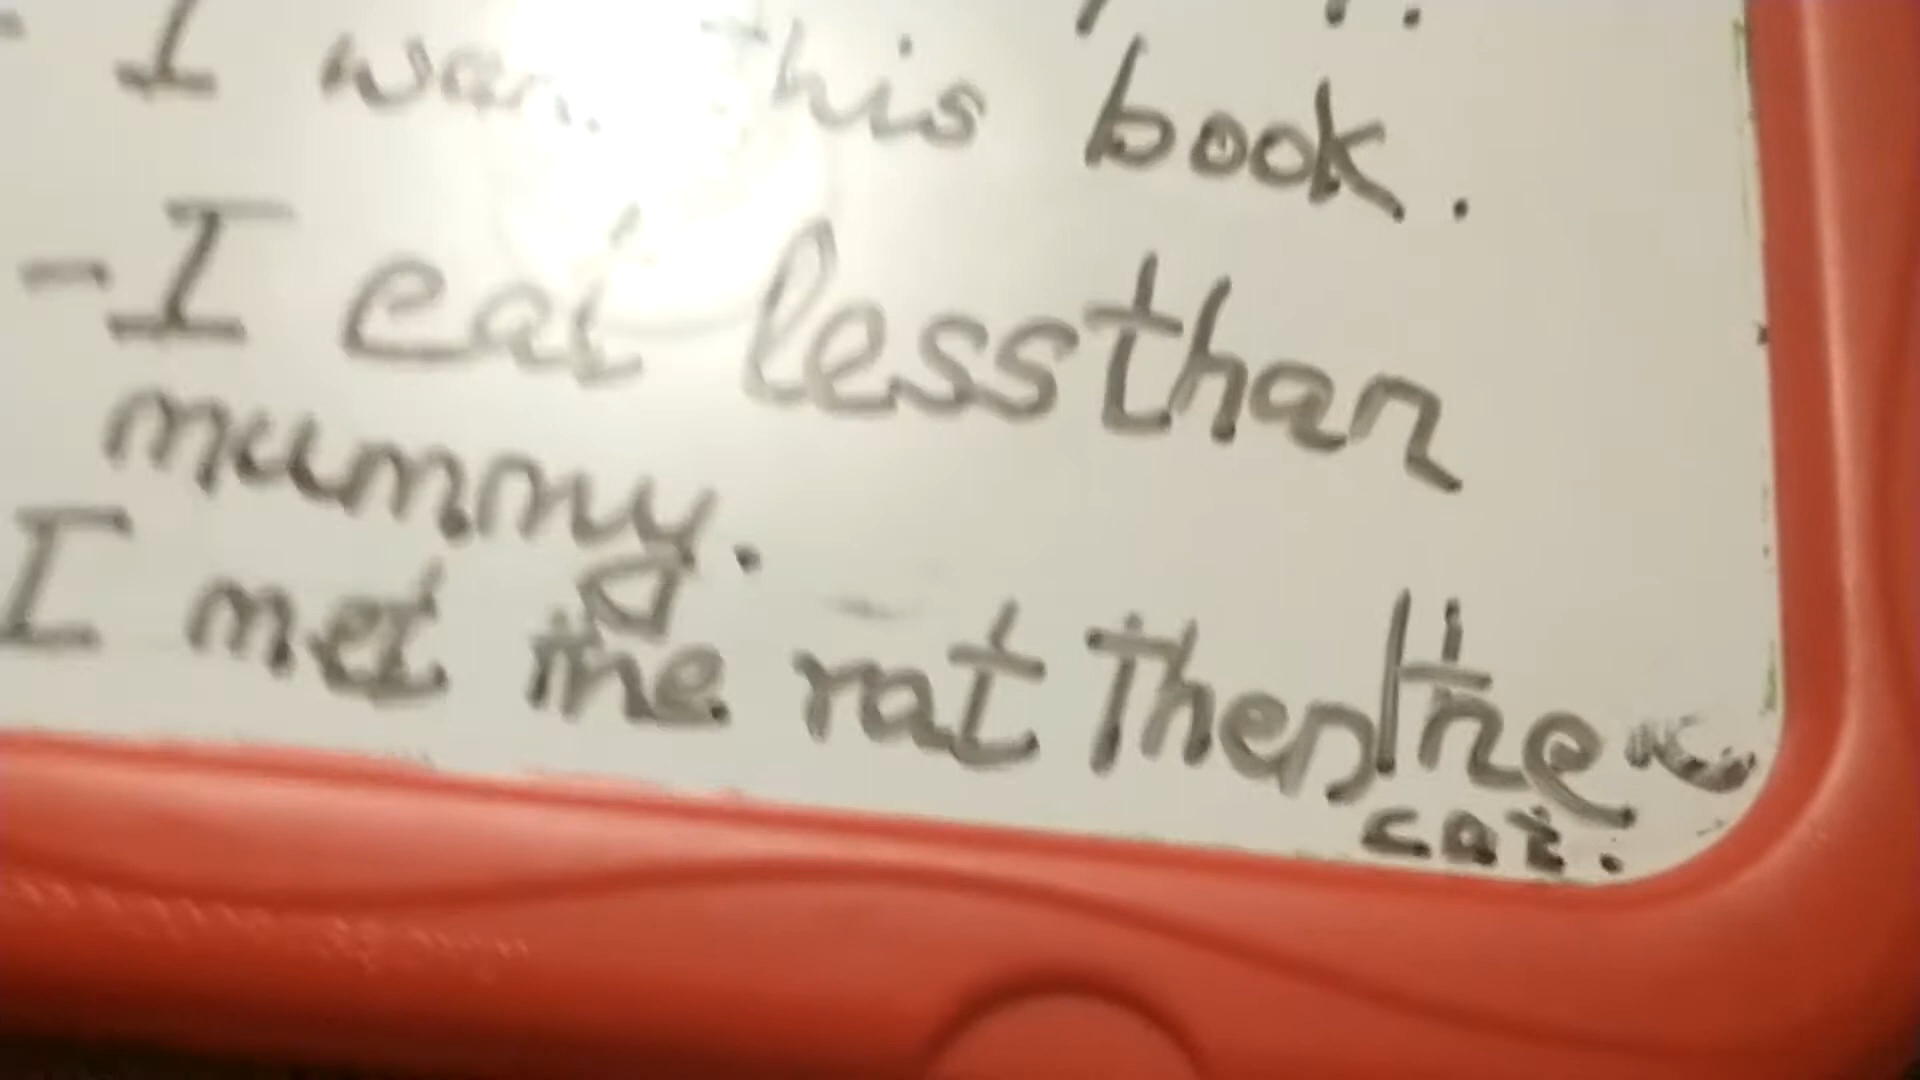 - I want this book.
- I eat less than
mummy.
I met the rat then the
cat.